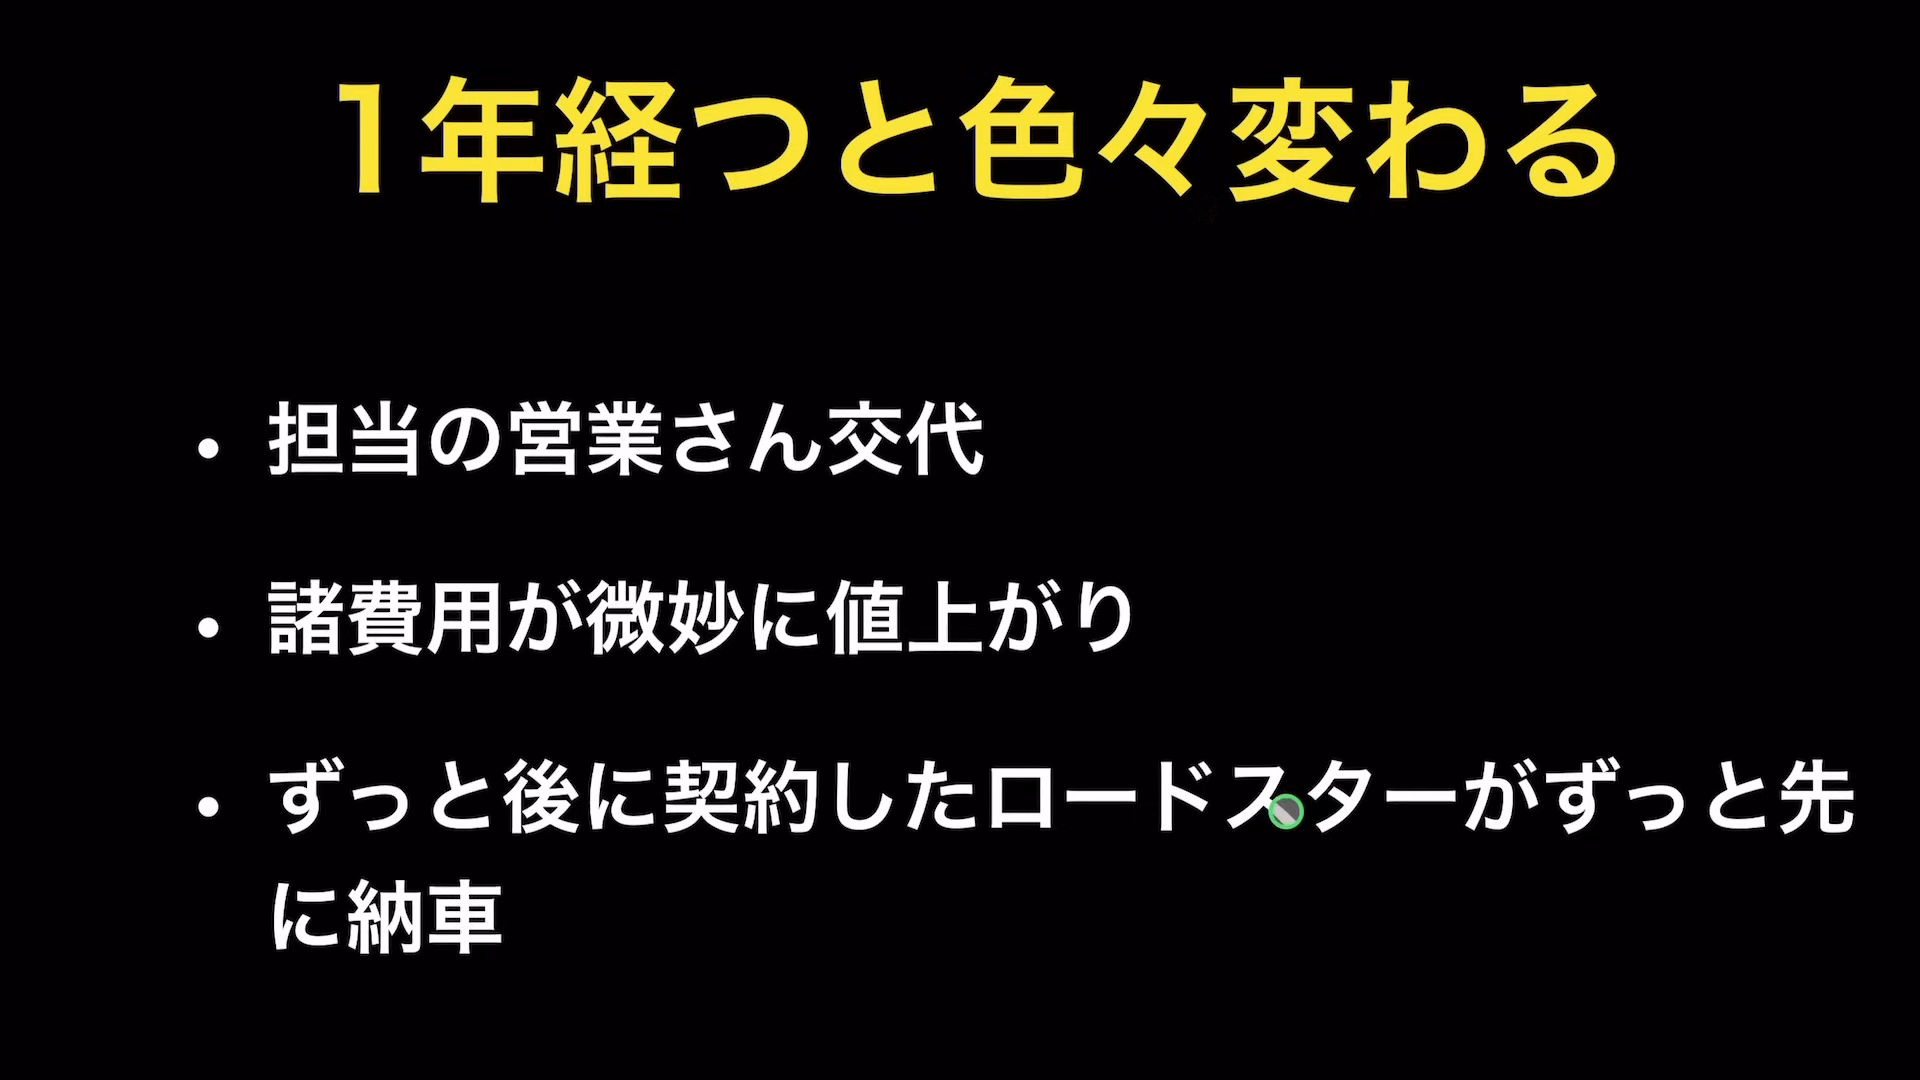 1年経つと色々変わる
• 担当の営業さん交代
• 諸費用が微妙に値上がり
• ずっと後に契約したロードスターがずっと先
に納車